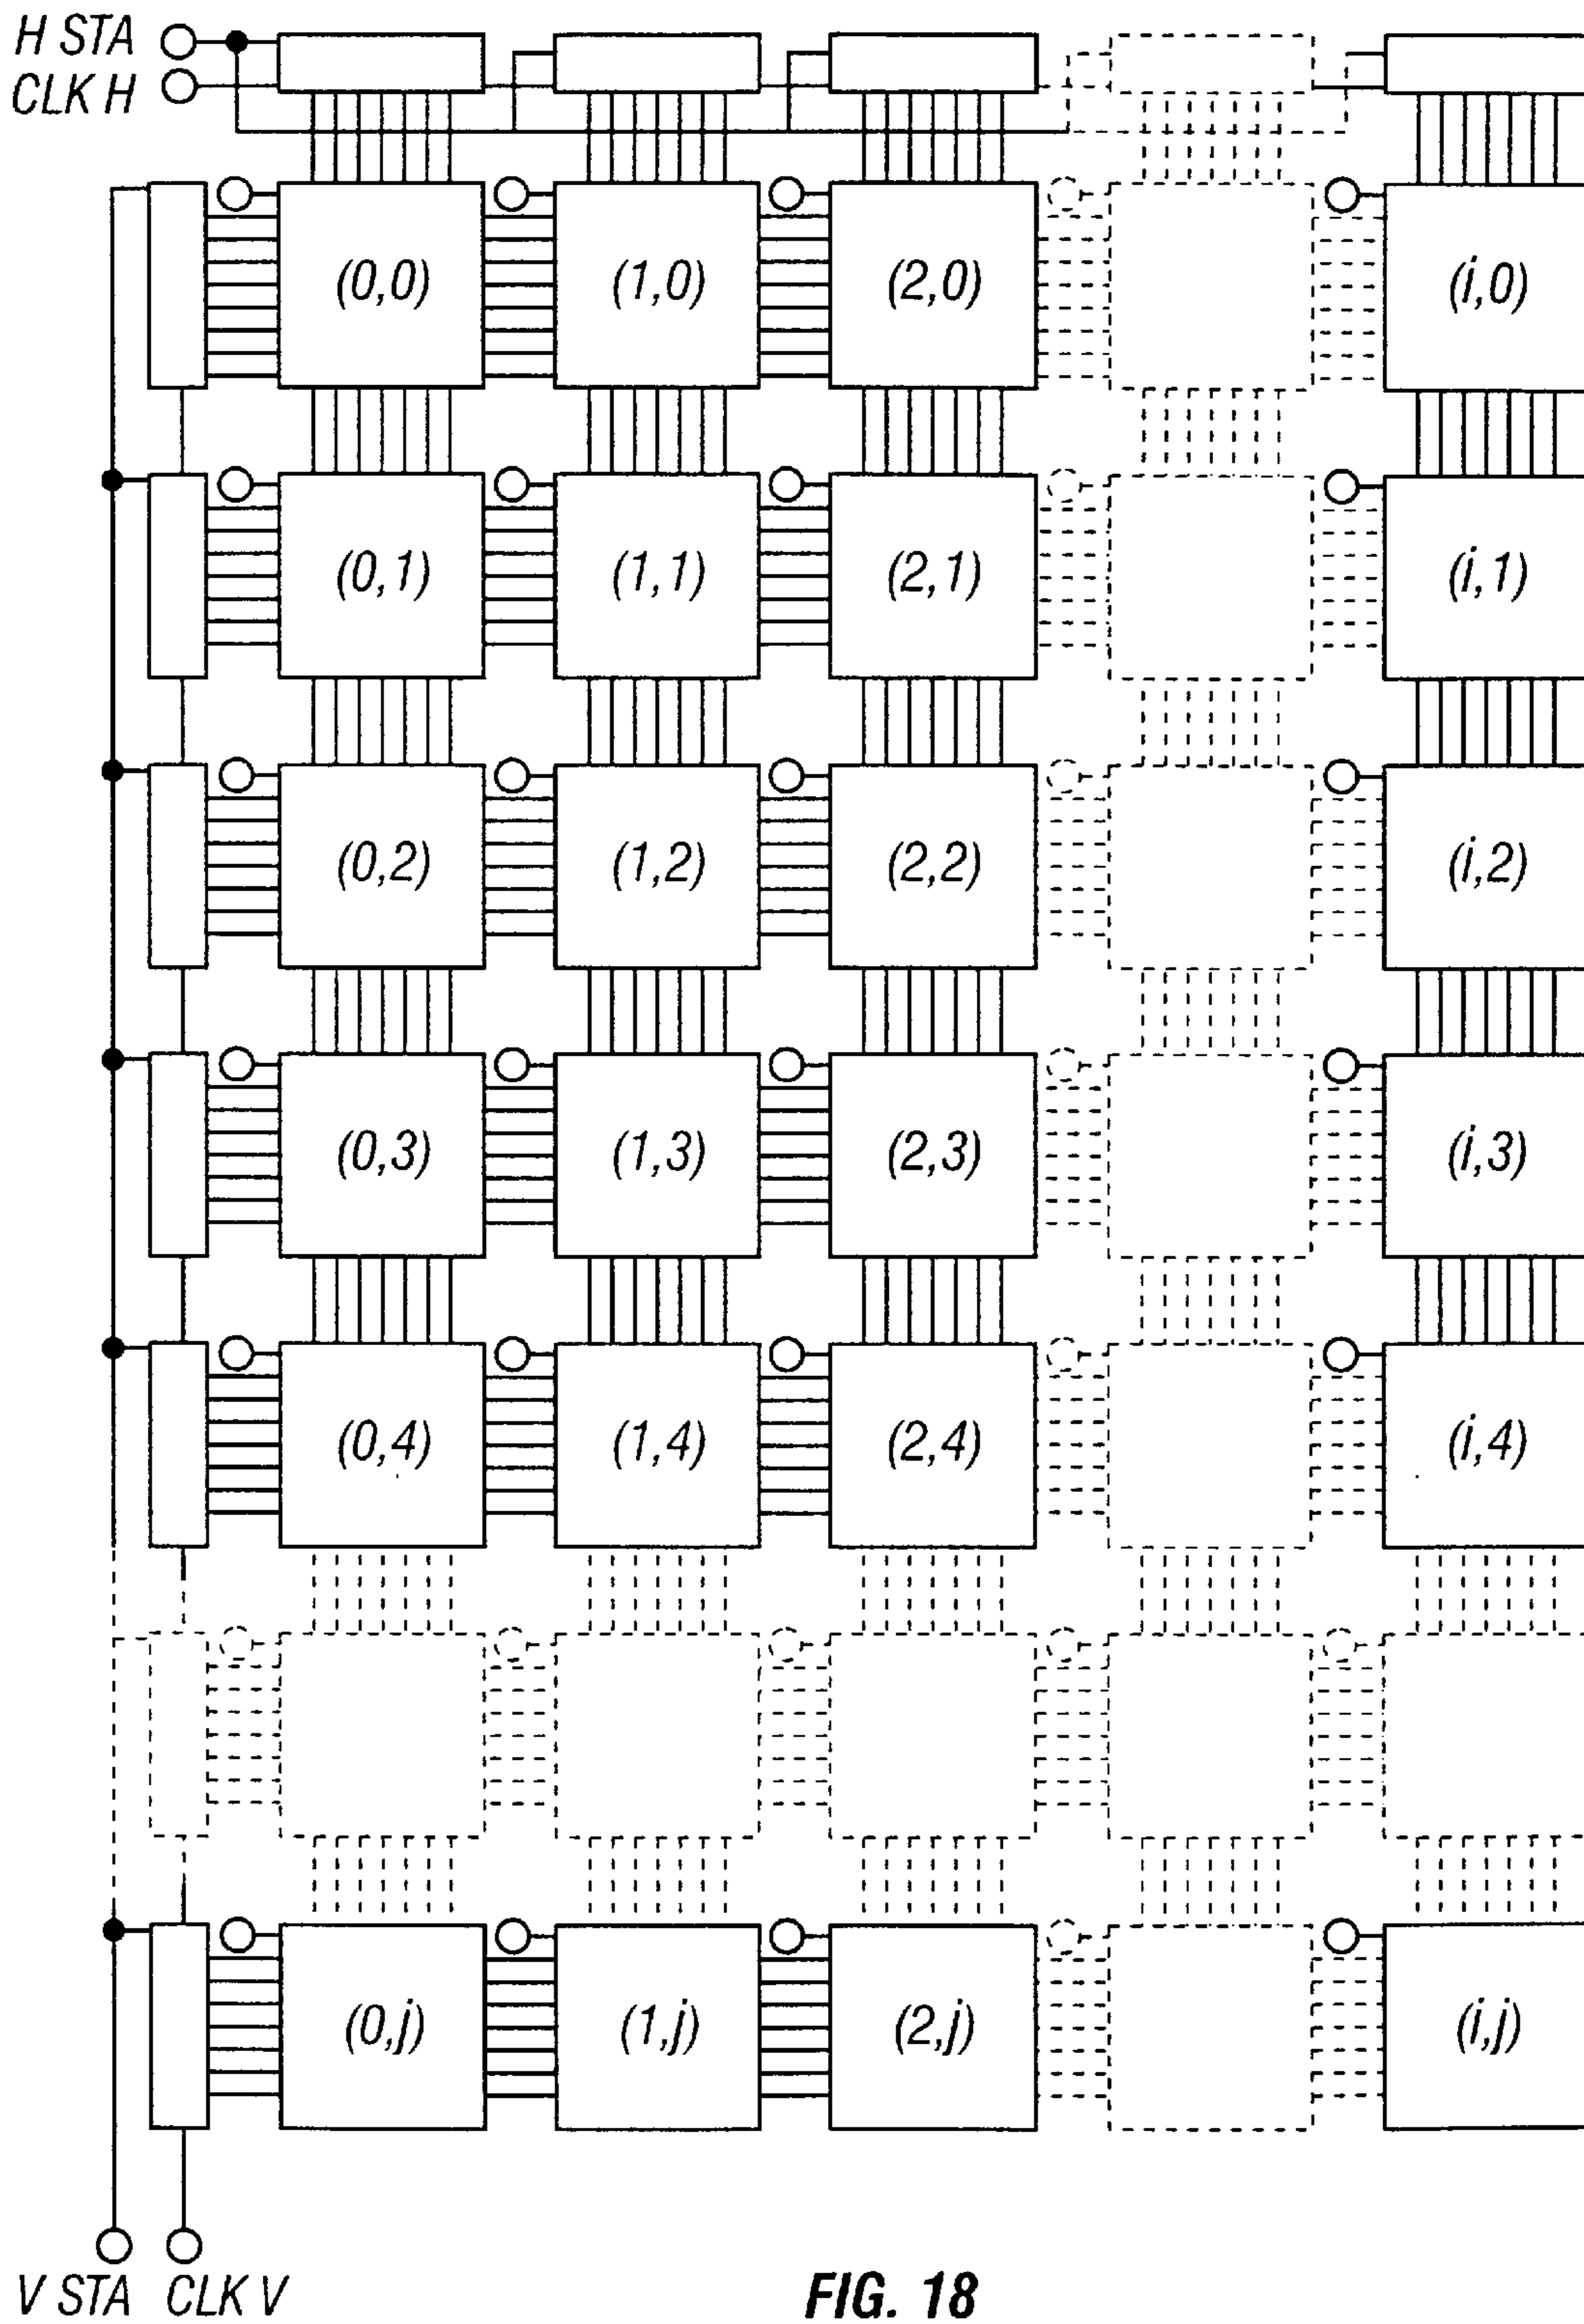 H STA
CLK H
(0,0) (1,0) (2,0) (i,0)
(0,1) (1,1) (2,1) (i,1)
(0,2) (1,2) (2,2) (i,2)
(0,3) (1,3) (2,3) (i,3)
(0,4) (1,4) (2,4) (i,4)
(0,j) (1,j) (2,j) (i,j)
V STA CLK V
FIG. 18